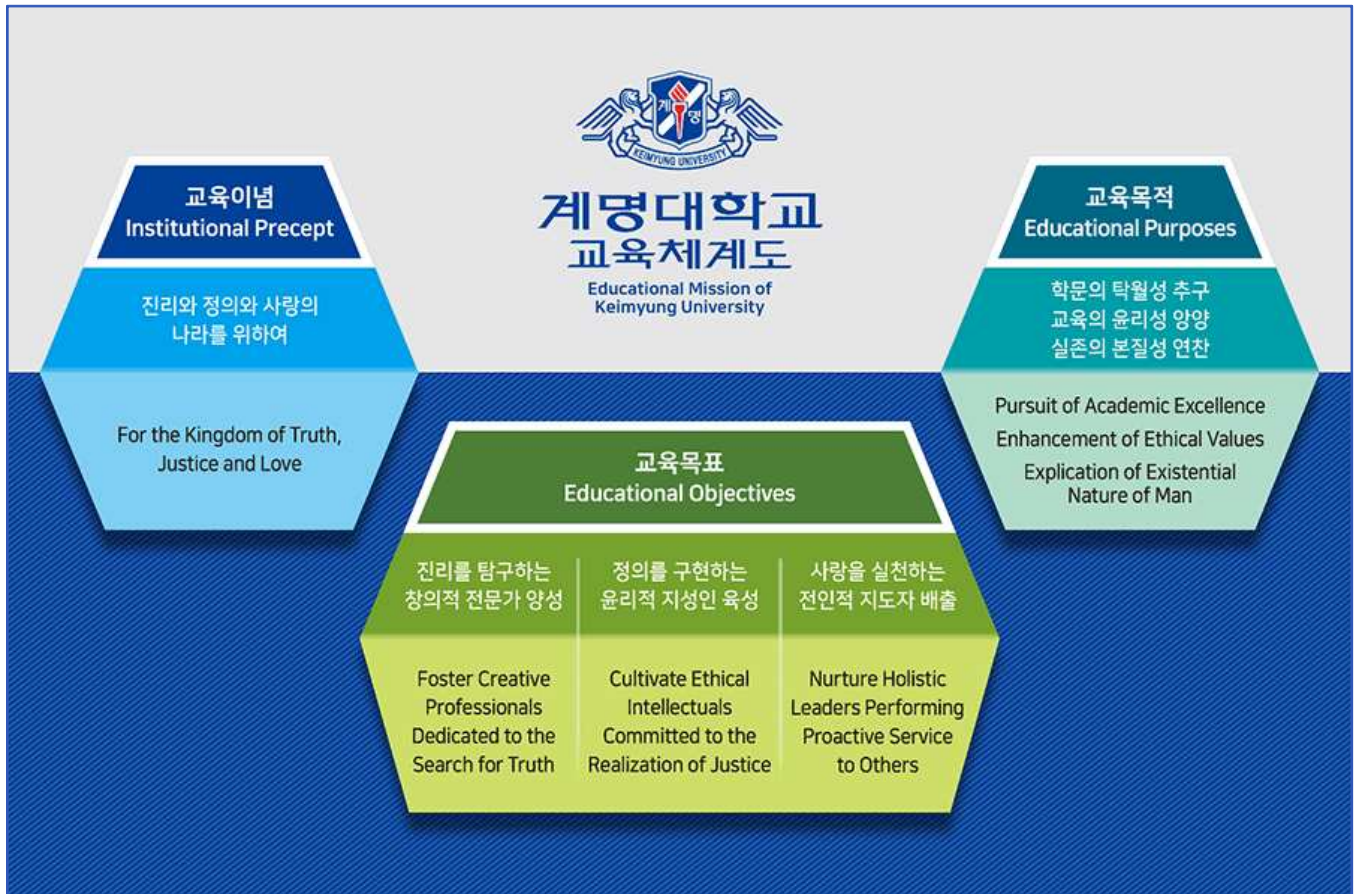 계 명
KEIMYUNG UNIVERSITY
계명대학교
교육체계도
Educational Mission of
Keimyung University
교육이념
Institutional Precept
진리와 정의와 사랑의
나라를 위하여
For the Kingdom of Truth,
Justice and Love
교육목적
Educational Purposes
학문의 탁월성 추구
교육의 윤리성 앙양
실존의 본질성 연찬
Pursuit of Academic Excellence
Enhancement of Ethical Values
Explication of Existential
Nature of Man
교육목표
Educational Objectives
진리를 탐구하는
창의적 전문가 양성
Foster Creative
Professionals
Dedicated to the
Search for Truth
정의를 구현하는
윤리적 지성인 육성
Cultivate Ethical
Intellectuals
Committed to the
Realization of Justice
사랑을 실천하는
전인적 지도자 배출
Nurture Holistic
Leaders Performing
Proactive Service
to Others